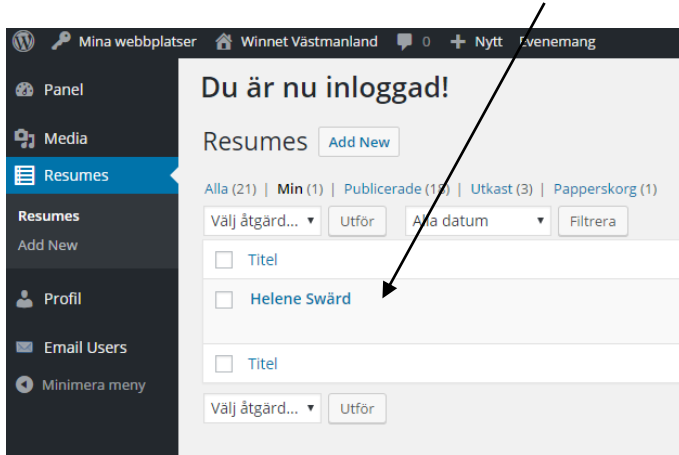 Mina webbplatser Winnet Västmanland 0 + Nytt Evenemang
Panel
Media
Resumes
Resumes
Add New
Profil
Email Users
Minimera meny
Du är nu inloggad!
Resumes Add New
Alla (21) | Min (1) | Publicerade (18) | Utkast (3) | Papperskorg (1)
Välj åtgärd... Utför Alla datum Filtrera
Titel
Helene Swärd
Titel
Välj åtgärd... Utför